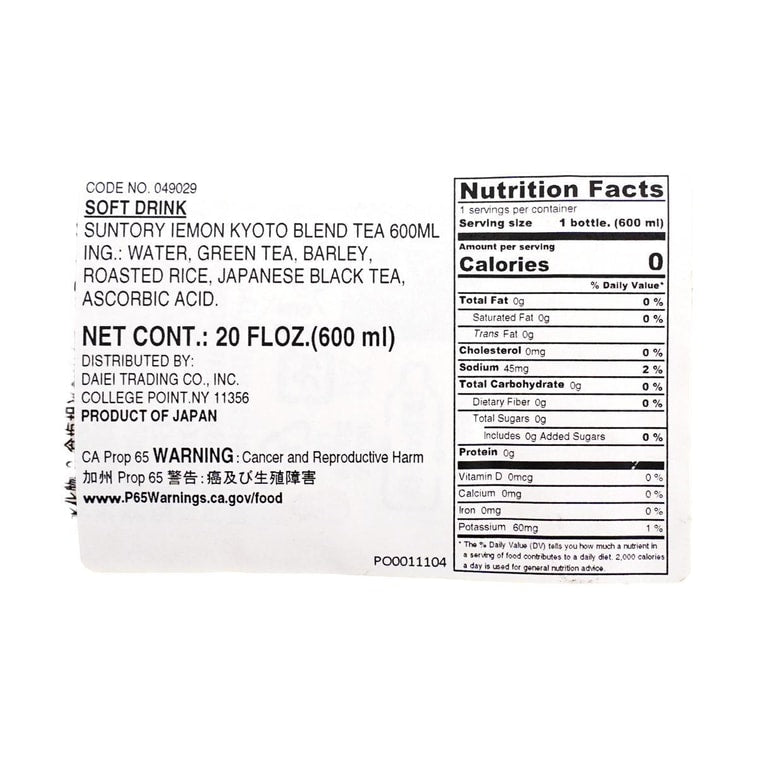 CODE NO. 049029
SOFT DRINK
SUNTORY IEMON KYOTO BLEND TEA 600ML
ING.: WATER, GREEN TEA, BARLEY,
ROASTED RICE, JAPANESE BLACK TEA,
ASCORBIC ACID.
NET CONT.: 20 FLOZ.(600 ml)
DISTRIBUTED BY:
DAIEI TRADING CO., INC.
COLLEGE POINT.NY 11356
PRODUCT OF JAPAN
CA Prop 65 WARNING : Cancer and Reproductive Harm
加州 Prop 65 警告 : 癌及び生殖障害
www.P65Warnings.ca.gov/food
PO0011104
Nutrition Facts
1 servings per container
Serving size 1 bottle. (600 ml)
Amount per serving
Calories 0
% Daily Value*
Total Fat 0g 0 %
Saturated Fat 0g 0 %
Trans Fat 0g
Cholesterol 0mg 0 %
Sodium 45mg 2 %
Total Carbohydrate 0g 0 %
Dietary Fiber 0g 0 %
Total Sugars 0g
Includes 0g Added Sugars 0 %
Protein 0g
Vitamin D 0mcg 0 %
Calcium 0mg 0 %
Iron 0mg 0 %
Potassium 60mg 1 %
* The % Daily Value (DV) tells you how much a nutrient in
a serving of food contributes to a daily diet. 2,000 calories
a day is used for general nutrition advice.